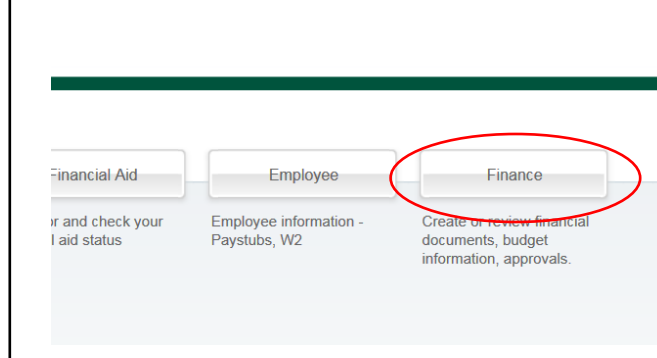 Financial Aid
Employee
Finance
or and check your
l aid status
Employee information -
Paystubs, W2
Create or review financial
documents, budget
information, approvals.